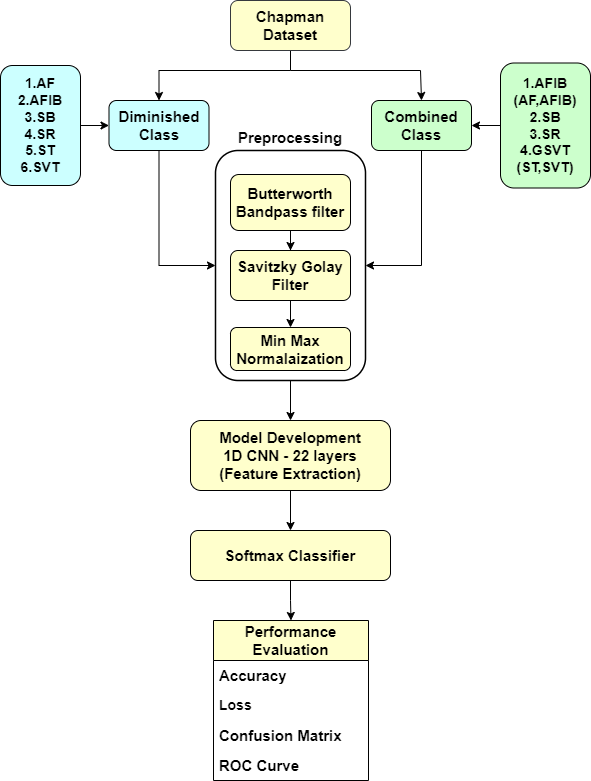 Chapman
Dataset
1.AF
2.AFIB
3.SB
4.SR
5.ST
6.SVT
Diminished
Class
Combined
Class
1.AFIB
(AF,AFIB)
2.SB
3.SR
4.GSVT
(ST,SVT)
Preprocessing
Butterworth
Bandpass filter
Savitzky Golay
Filter
Min Max
Normalaization
Model Development
1D CNN - 22 layers
(Feature Extraction)
Softmax Classifier
Performance
Evaluation
Accuracy
Loss
Confusion Matrix
ROC Curve